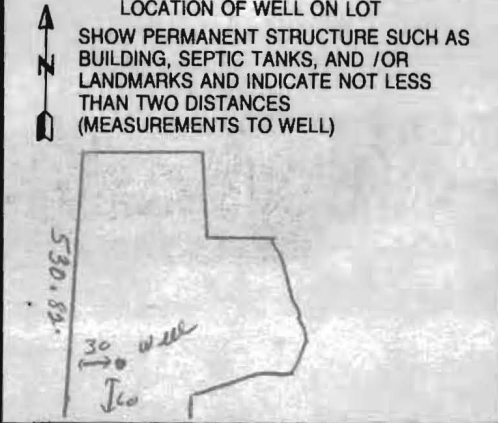 LOCATION OF WELL ON LOT
SHOW PERMANENT STRUCTURE SUCH AS
N
BUILDING, SEPTIC TANKS, AND /OR
LANDMARKS AND INDICATE NOT LESS
THAN TWO DISTANCES
(MEASUREMENTS TO WELL)
530.82'
30
well
60